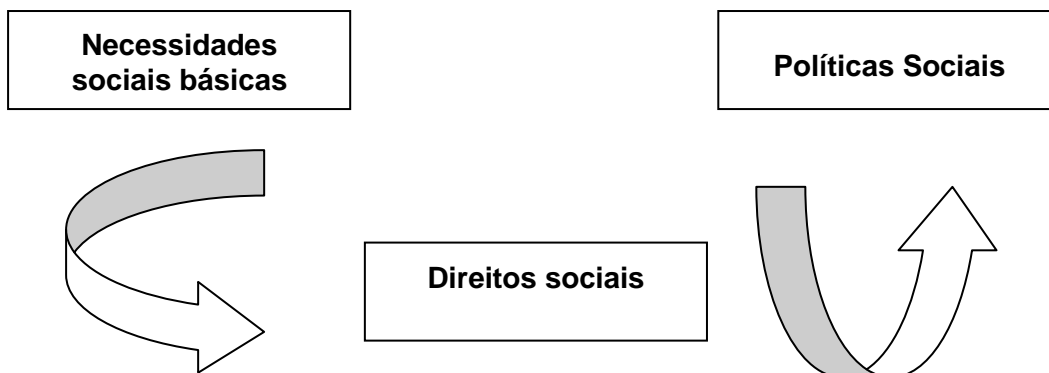 Necessidades
sociais básicas
Políticas Sociais
Direitos sociais